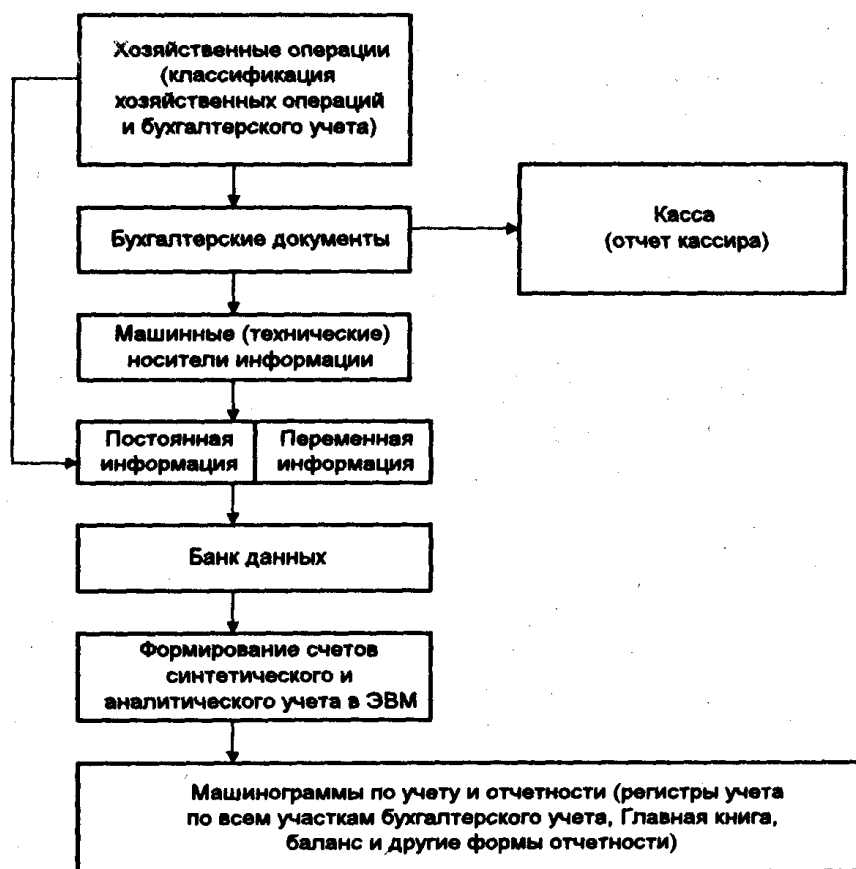 Хозяйственные операции
(классификация
хозяйственных операций
и бухгалтерского учета)
Бухгалтерские документы
Касса
(отчет кассира)
Машинные (технические)
носители информации
Постоянная
информация
Переменная
информация
Банк данных
Формирование счетов
синтетического и
аналитического учета в ЭВМ
Машинограммы по учету и отчетности (регистры учета
по всем участкам бухгалтерского учета, Главная книга,
баланс и другие формы отчетности)